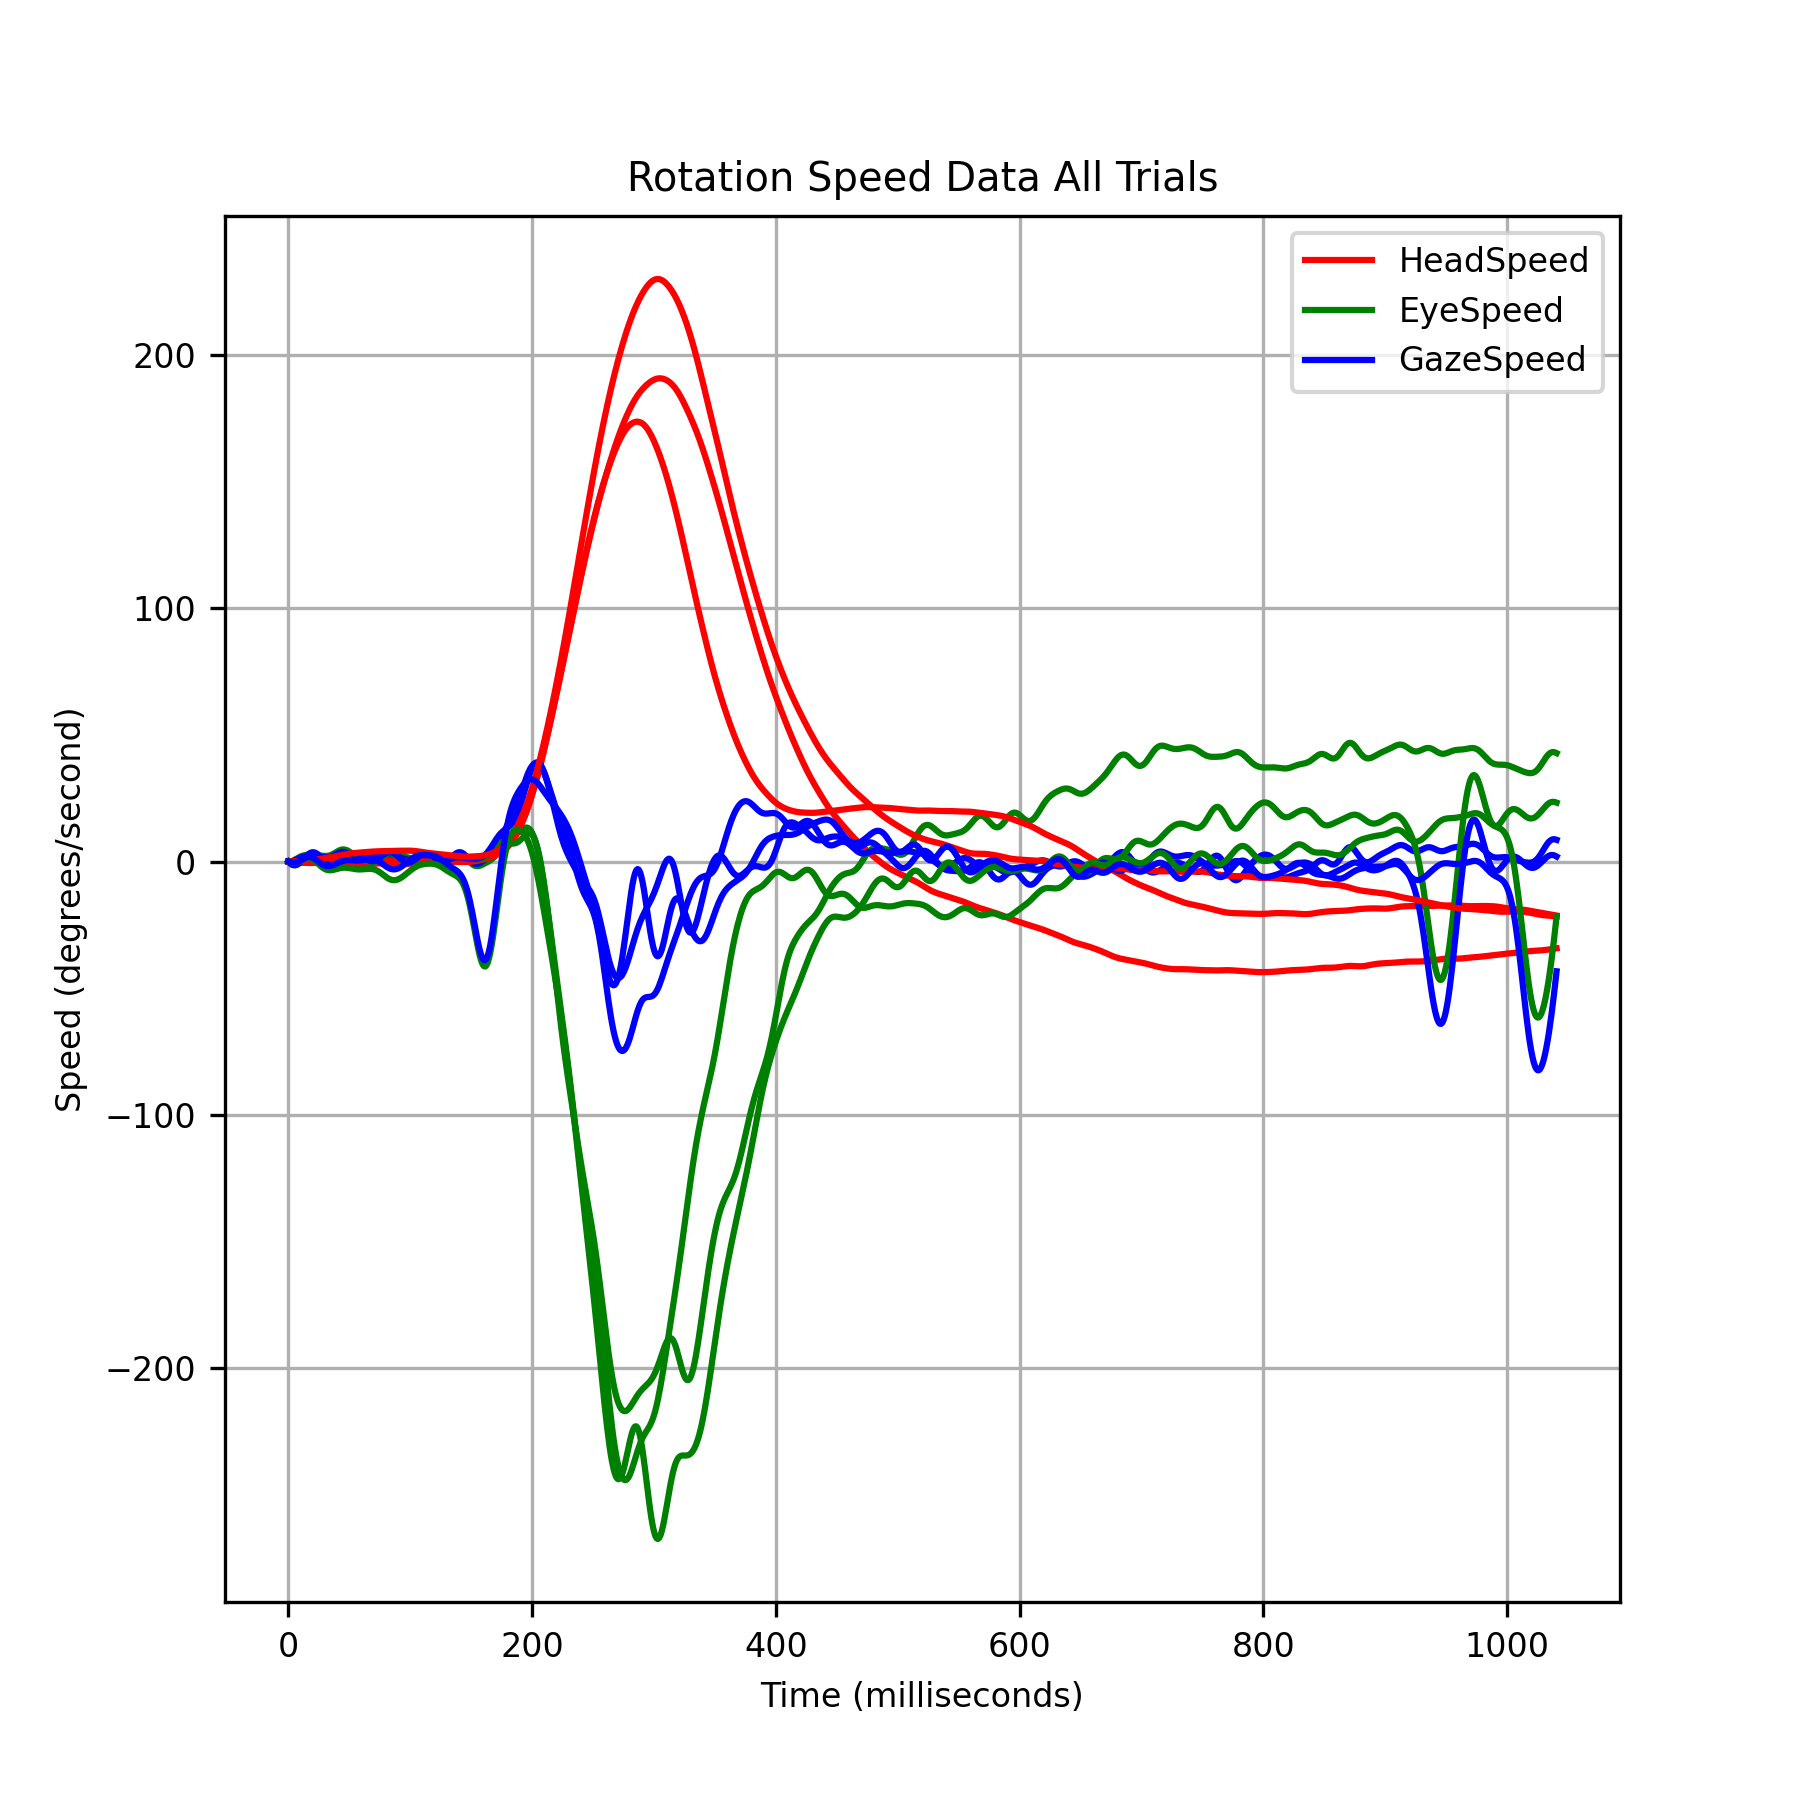 Rotation Speed Data All Trials
HeadSpeed
EyeSpeed
GazeSpeed
200
100
0
−100
−200
Speed (degrees/second)
0 200 400 600 800 1000
Time (milliseconds)